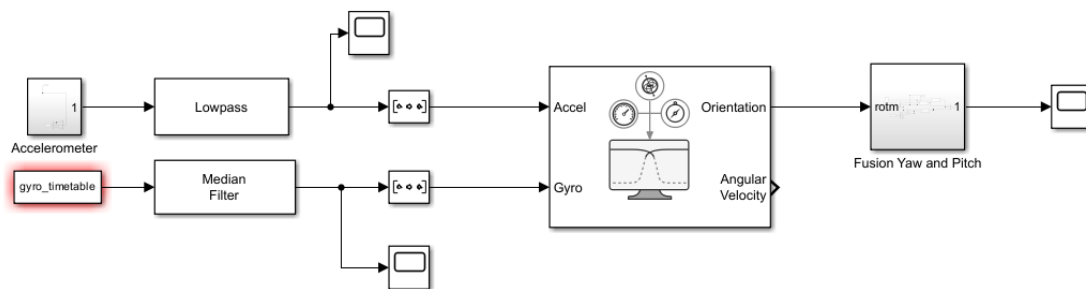 1
Lowpass
Accelerometer
gyro_timetable
Median
Filter
Accel
Orientation
Gyro
Angular
Velocity
rotm
1
Fusion Yaw and Pitch